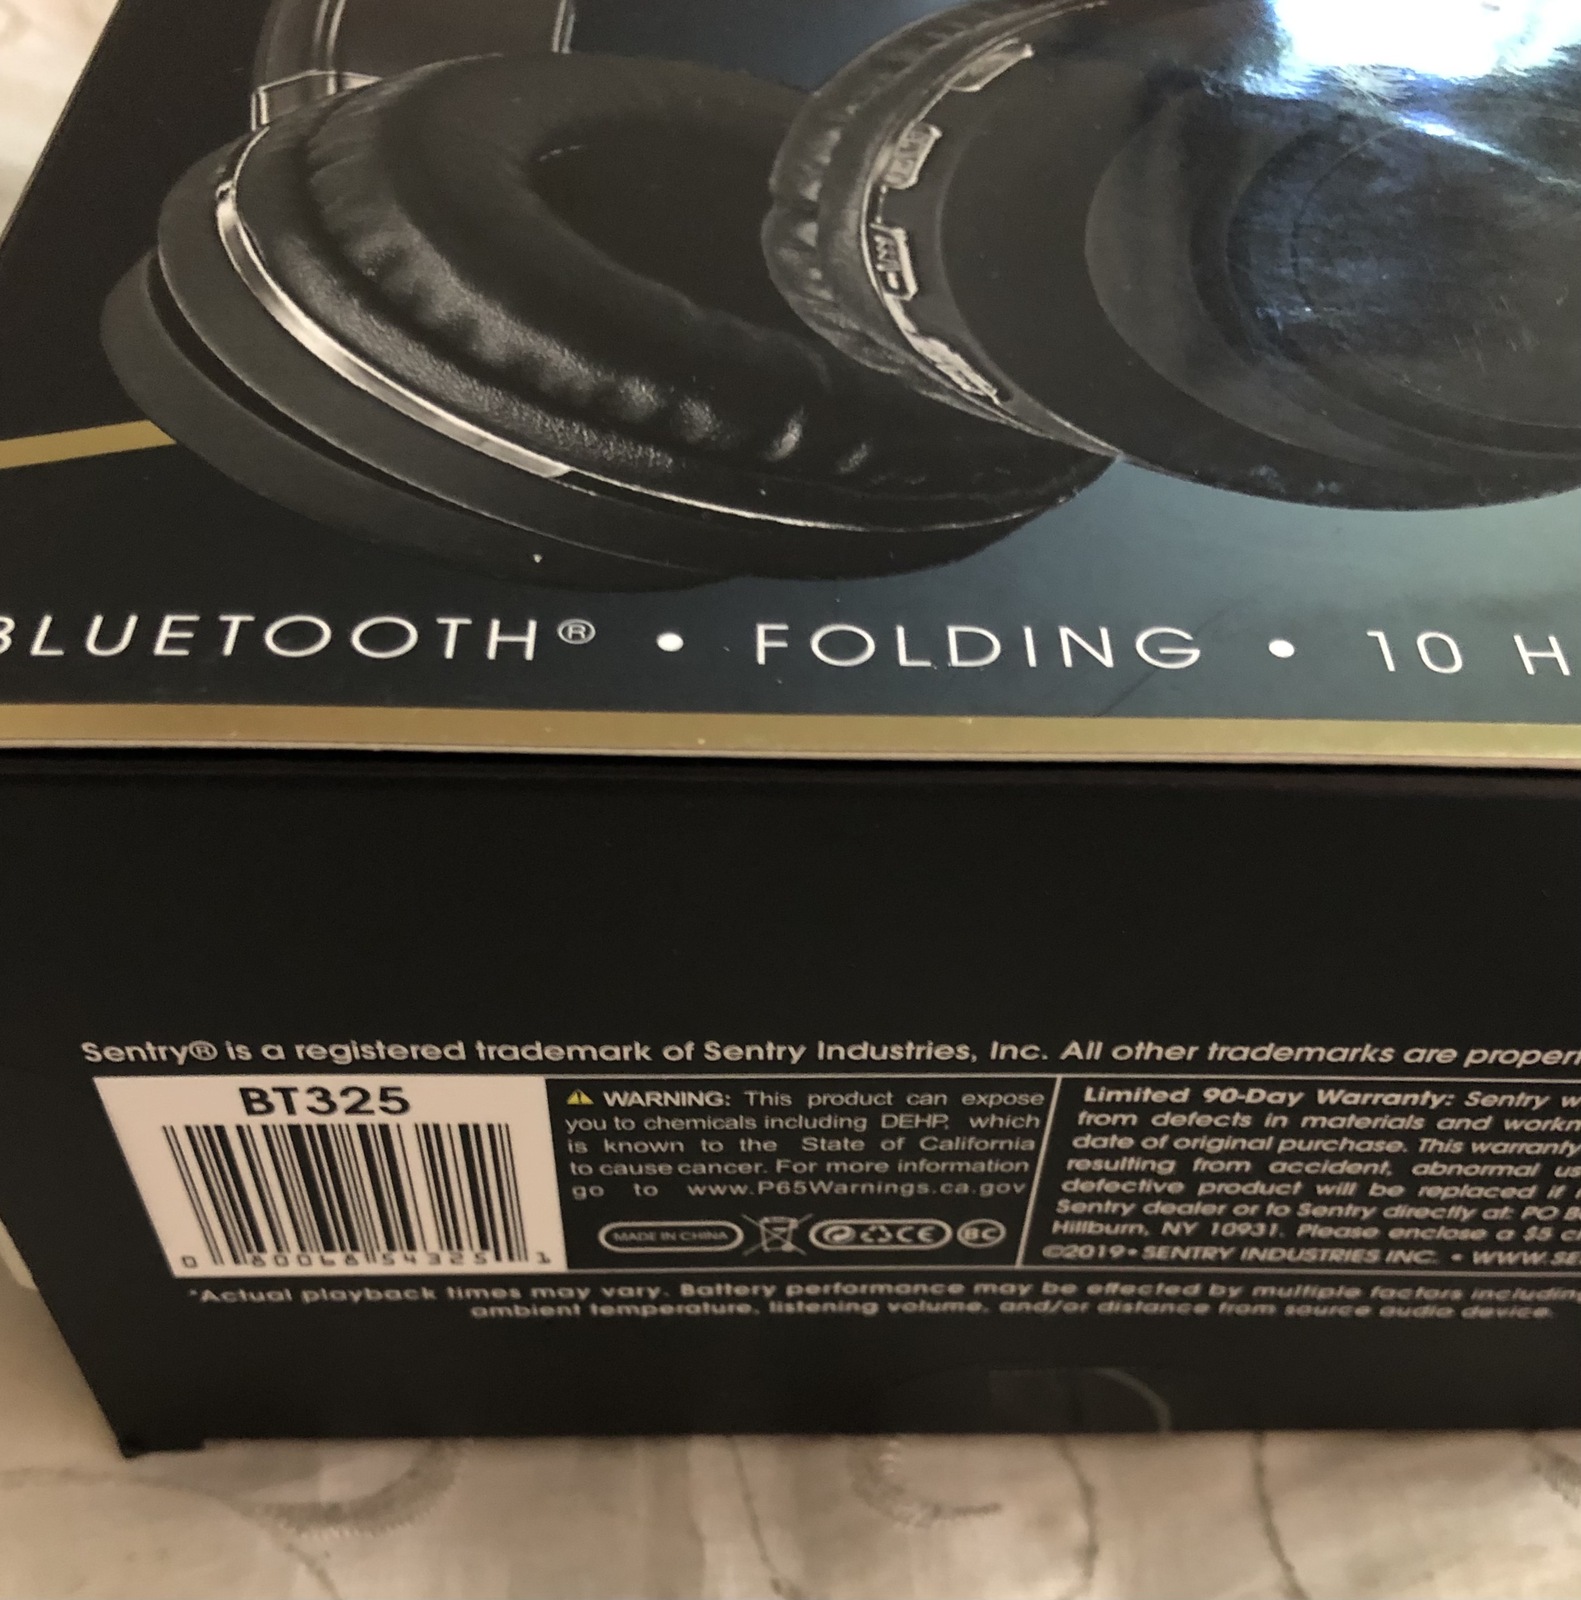 BLUETOOTH® • FOLDING • 10 H
Sentry® is a registered trademark of Sentry Industries, Inc. All other trademarks are proper
BT325
0 80068 54325 1
⚠ WARNING: This product can expose
you to chemicals including DEHP, which
is known to the State of California
to cause cancer. For more information
go to www.P65Warnings.ca.gov
MADE IN CHINA
CE
BC
Limited 90-Day Warranty: Sentry w
from defects in materials and workm
date of original purchase. This warranty
resulting from accident, abnormal us
defective product will be replaced if
Sentry dealer or to Sentry directly at: PO B
Hillburn, NY 10931. Please enclose a $5 c
©2019 • SENTRY INDUSTRIES INC. • WWW.SE
*Actual playback times may vary. Battery performance may be effected by multiple factors including
ambient temperature, listening volume, and/or distance from source audio device.